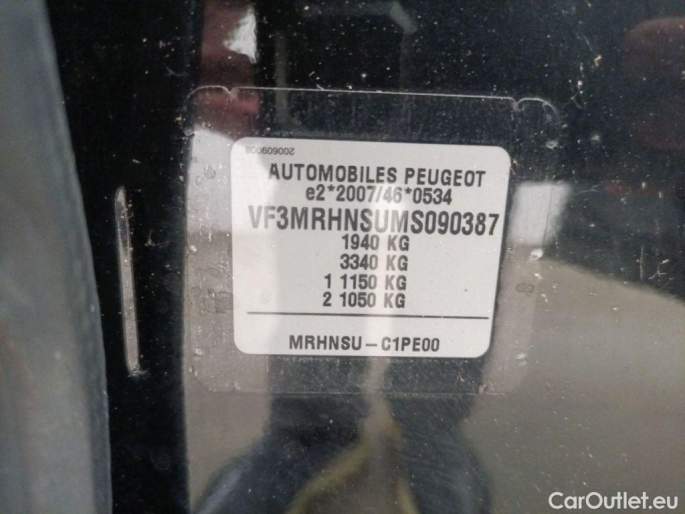 200609008
AUTOMOBILES PEUGEOT
e2*2007/46*0534
VF3MRHNSUMS090387
1940 KG
3340 KG
1 1150 KG
2 1050 KG
MRHNSU-C1PE00
CarOutlet.eu